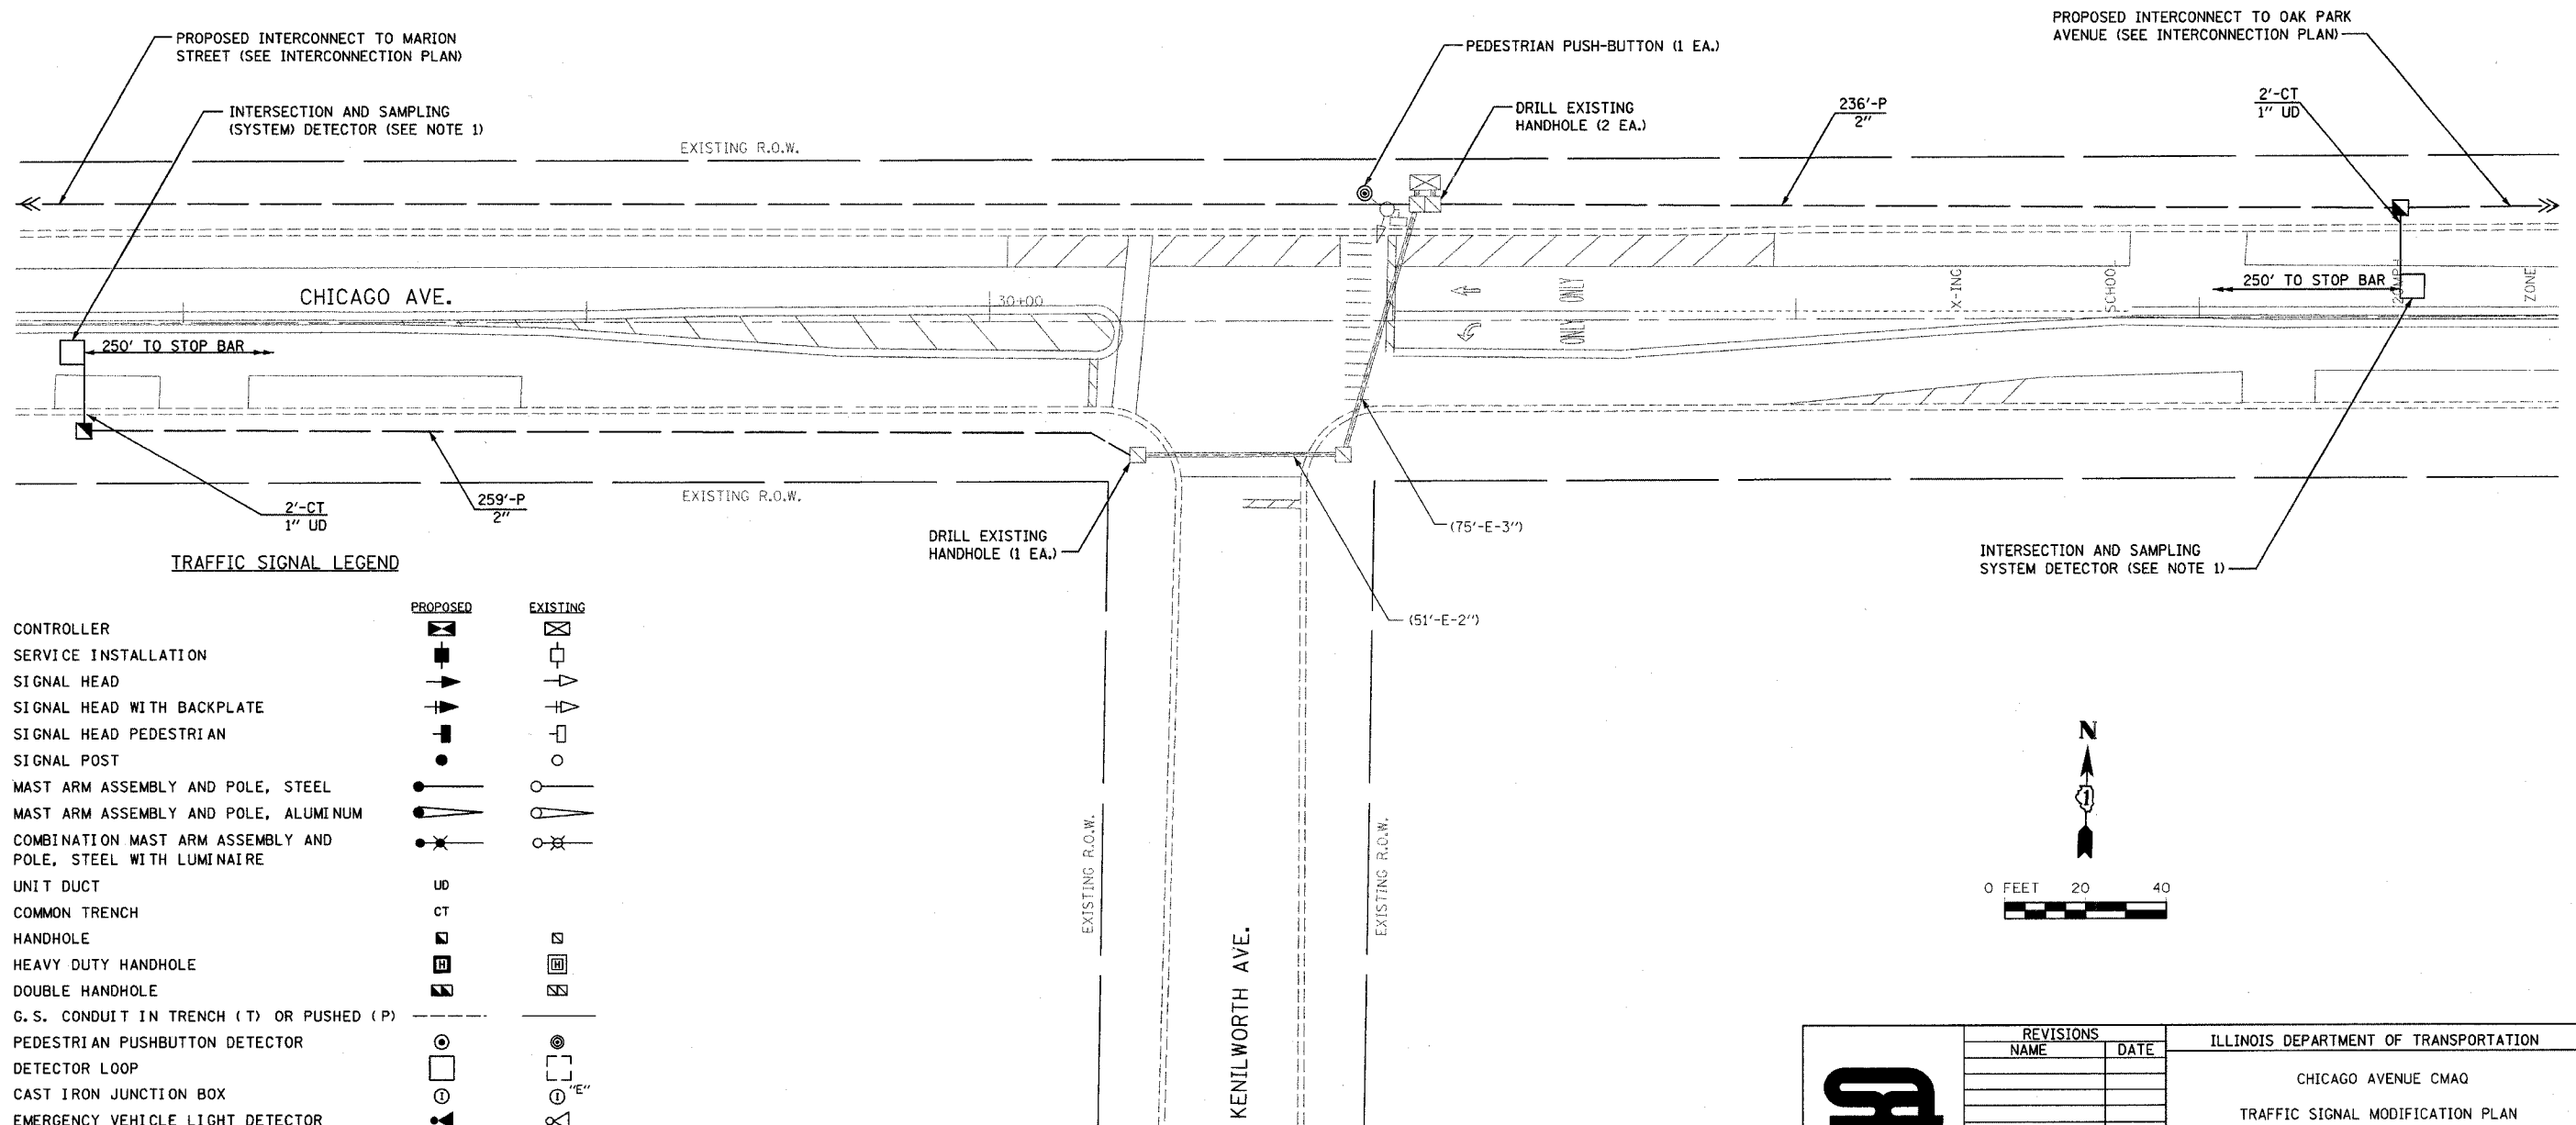 PROPOSED INTERCONNECT TO MARION
STREET (SEE INTERCONNECTION PLAN)
INTERSECTION AND SAMPLING
(SYSTEM) DETECTOR (SEE NOTE 1)
PEDESTRIAN PUSH-BUTTON (1 EA.)
DRILL EXISTING
HANDHOLE (2 EA.)
236'-P
2"
PROPOSED INTERCONNECT TO OAK PARK
AVENUE (SEE INTERCONNECTION PLAN)
2'-CT
1" UD
EXISTING R.O.W.
CHICAGO AVE.
30+00
ONLY
ONLY
ONLY
ONLY
X-ING
SCHOOL
ZONE
250' TO STOP BAR
250' TO STOP BAR
2'-CT
1" UD
259'-P
2"
EXISTING R.O.W.
DRILL EXISTING
HANDHOLE (1 EA.)
(75'-E-3")
(51'-E-2")
INTERSECTION AND SAMPLING
SYSTEM DETECTOR (SEE NOTE 1)
TRAFFIC SIGNAL LEGEND
PROPOSED EXISTING
CONTROLLER
SERVICE INSTALLATION
SIGNAL HEAD
SIGNAL HEAD WITH BACKPLATE
SIGNAL HEAD PEDESTRIAN
SIGNAL POST
MAST ARM ASSEMBLY AND POLE, STEEL
MAST ARM ASSEMBLY AND POLE, ALUMINUM
COMBINATION MAST ARM ASSEMBLY AND
POLE, STEEL WITH LUMINAIRE
UNIT DUCT UD
COMMON TRENCH CT
HANDHOLE
HEAVY DUTY HANDHOLE H H
DOUBLE HANDHOLE
G.S. CONDUIT IN TRENCH (T) OR PUSHED (P)
PEDESTRIAN PUSHBUTTON DETECTOR
DETECTOR LOOP
CAST IRON JUNCTION BOX I I "E"
EMERGENCY VEHICLE LIGHT DETECTOR
EXISTING R.O.W.
KENILWORTH AVE.
EXISTING R.O.W.
N
1
0 FEET 20 40
REVISIONS
NAME DATE
ILLINOIS DEPARTMENT OF TRANSPORTATION
CHICAGO AVENUE CMAQ
TRAFFIC SIGNAL MODIFICATION PLAN